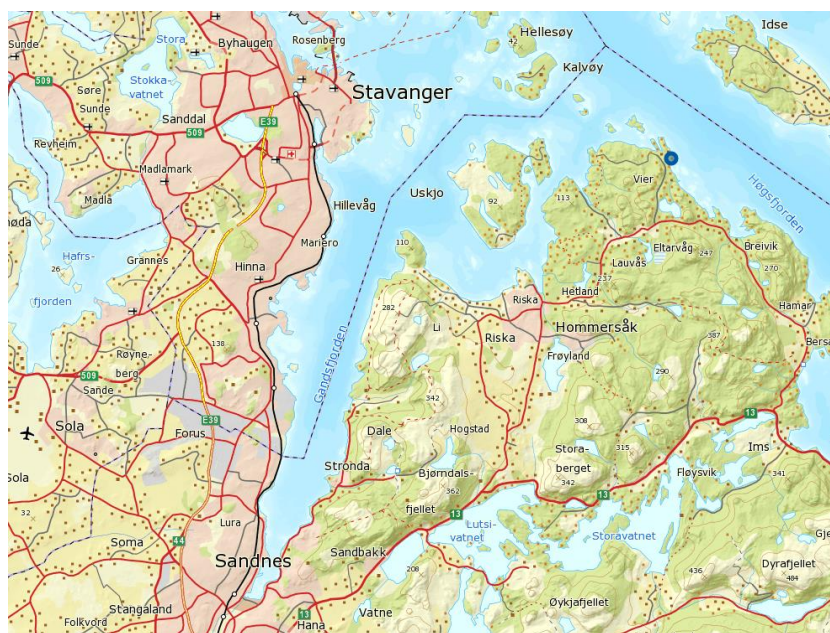 Sunde
Stora
Byhaugen
Rosenberg
Hellesøy
42
Kalvøy
Idse
509
Søre
Sunde
Stokka-
vatnet
Stavanger
Sanddal
E39
509
Revheim
Madlamark
Madla
Vier
Hillevåg
Uskjo
92
113
Høgsfjorden
Hafrs-
fjorden
26
Grannes
Mariero
110
Eltarvåg
247
Breivik
Lauvås
Hinna
237
270
Hetland
Riska
282
Hamar
Li
Hommersåk
387
Riska
Gandsfjorden
138
Røyne-
berg
Frøyland
Bersa
290
509
Sande
342
Sola
E39
Forus
308
13
Dale
Hogstad
Stora-
berget
315
Ims
Stronda
Bjørndals-
fjellet
Fløysvik
341
Sola
362
342
13
32
Lura
13
Lutsi-
vatnet
Storavatnet
Gje
Soma
44
Sandnes
Sandbakk
208
436
Dyrafjellet
484
Stangaland
13
Hana
Vatne
Øykjafjellet
Folkvord